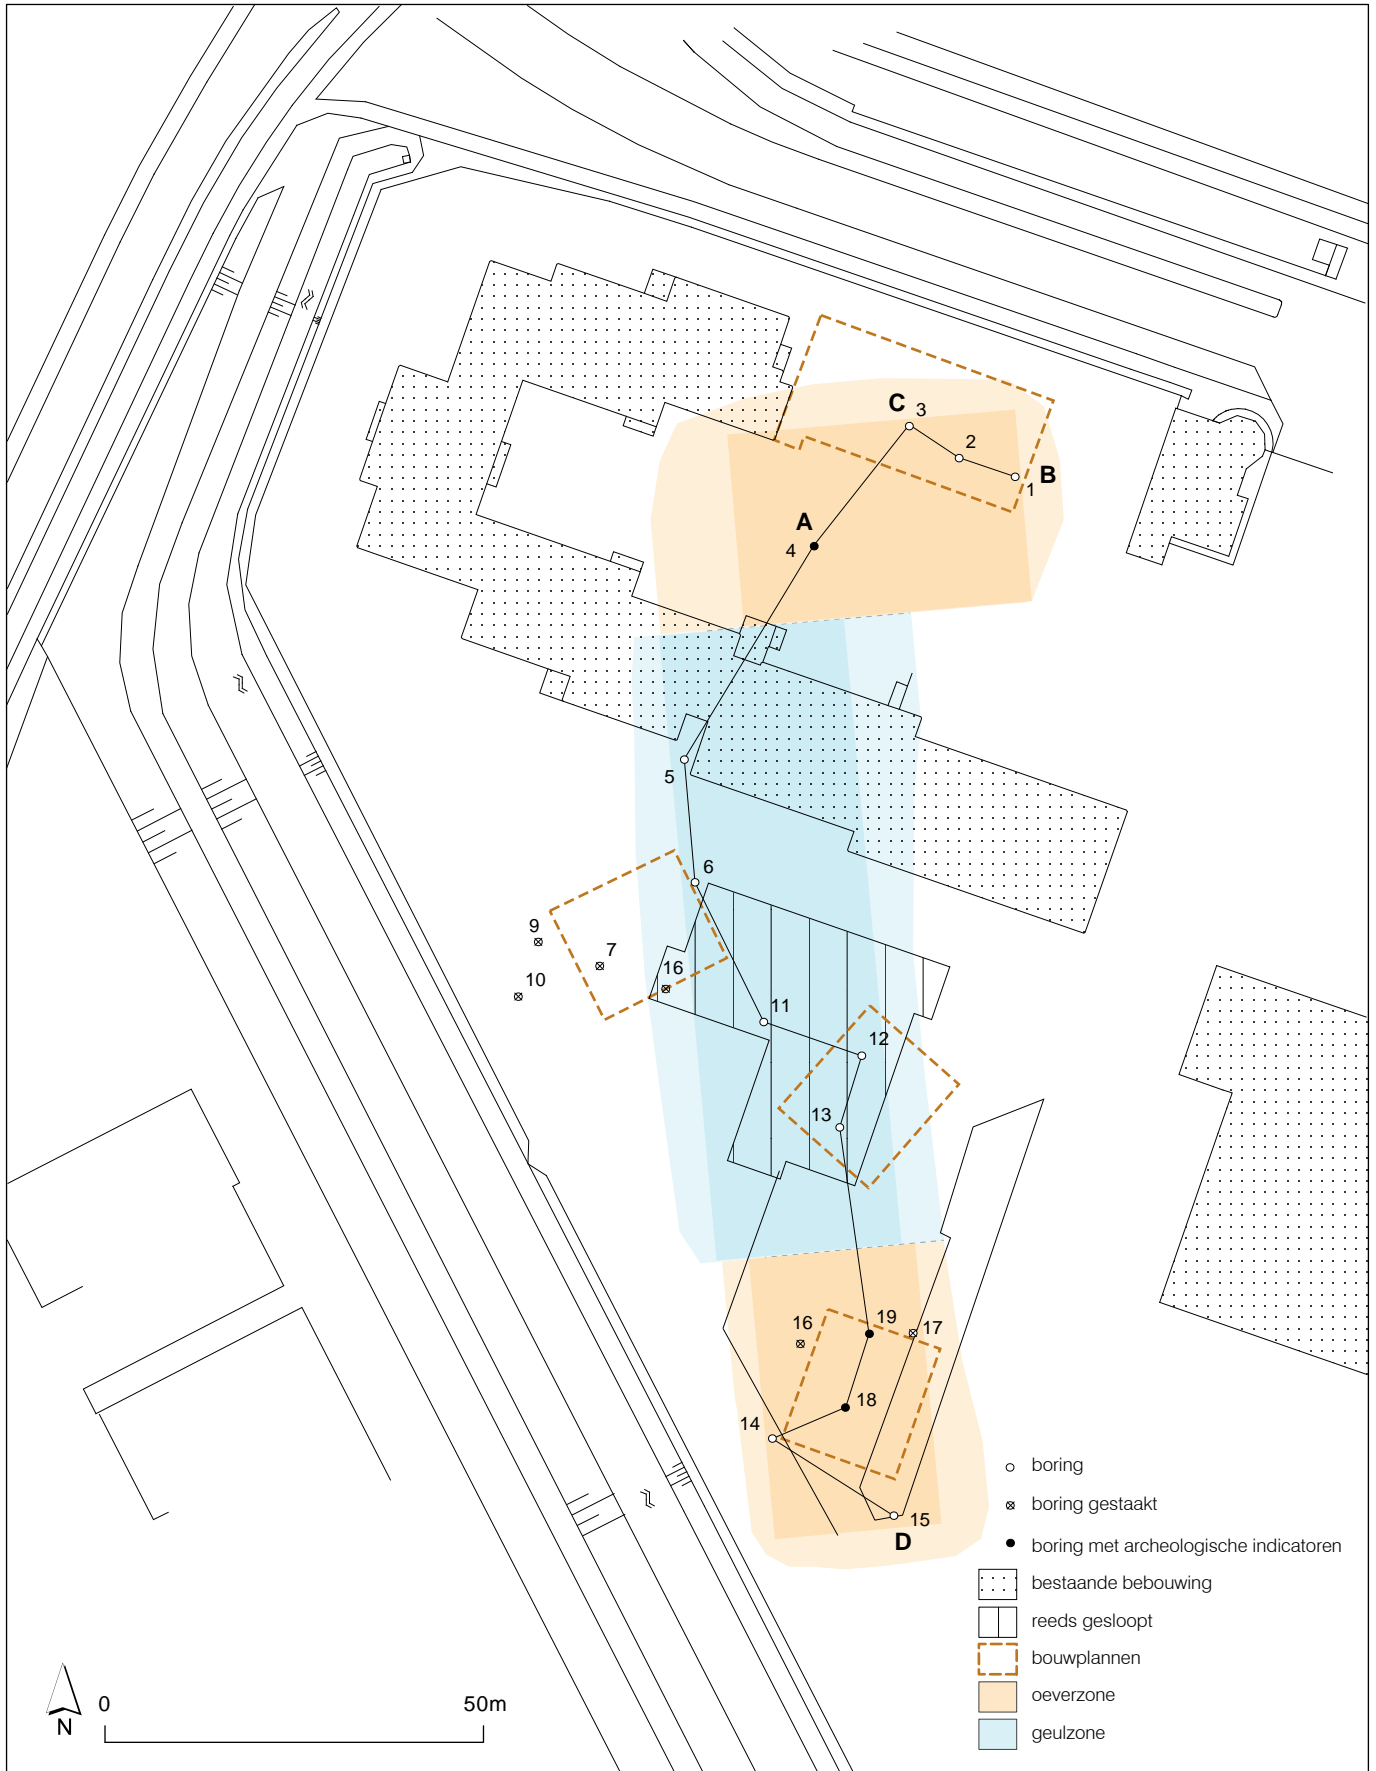 C
3
2
B
1
A
4
5
6
9
7
16
10
11
12
13
16
19
17
18
14
15
D
boring
boring gestaakt
boring met archeologische indicatoren
bestaande bebouwing
reeds gesloopt
bouwplannen
oeverzone
geulzone
N
0 50m